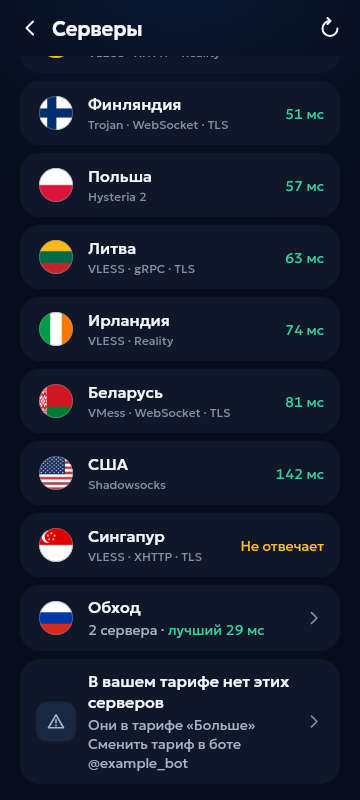 Серверы
Финляндия
51 мс
Trojan · WebSocket · TLS
Польша
57 мс
Hysteria 2
Литва
63 мс
VLESS · gRPC · TLS
Ирландия
74 мс
VLESS · Reality
Беларусь
81 мс
VMess · WebSocket · TLS
США
142 мс
Shadowsocks
Сингапур
Не отвечает
VLESS · XHTTP · TLS
Обход
2 сервера · лучший 29 мс
В вашем тарифе нет этих
серверов
Они в тарифе «Больше»
Сменить тариф в боте
@example_bot